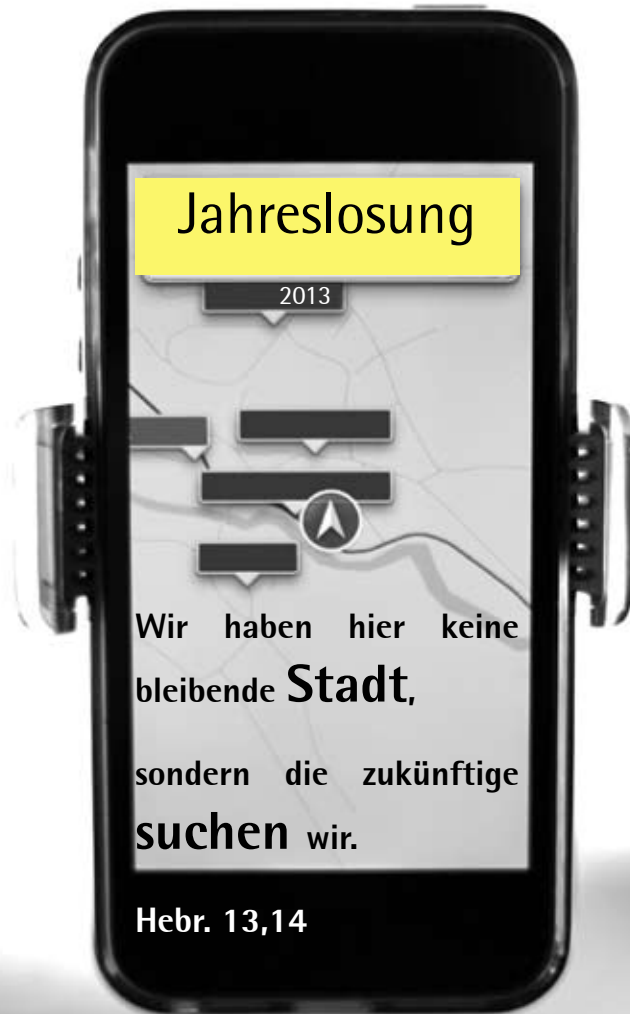 Jahreslosung
2013
Wir haben hier keine
bleibende Stadt,
sondern die zukünftige
suchen wir.
Hebr. 13,14